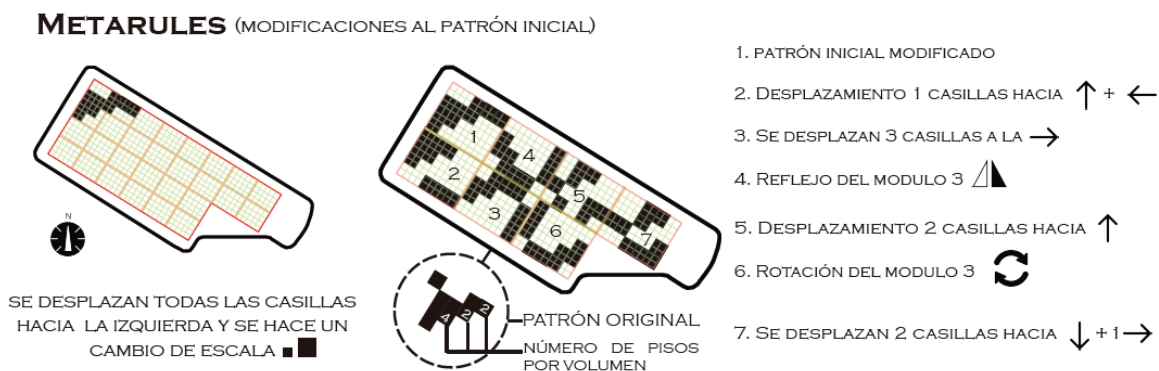 METARULES (MODIFICACIONES AL PATRÓN INICIAL)
N
SE DESPLAZAN TODAS LAS CASILLAS
HACIA LA IZQUIERDA Y SE HACE UN
CAMBIO DE ESCALA
1
2
3
4
5
6
7
4
2
2
PATRÓN ORIGINAL
NÚMERO DE PISOS
POR VOLUMEN
1. PATRÓN INICIAL MODIFICADO
2. DESPLAZAMIENTO 1 CASILLAS HACIA ↑ + ←
3. SE DESPLAZAN 3 CASILLAS A LA →
4. REFLEJO DEL MODULO 3
5. DESPLAZAMIENTO 2 CASILLAS HACIA ↑
6. ROTACIÓN DEL MODULO 3
7. SE DESPLAZAN 2 CASILLAS HACIA ↓ + 1 →